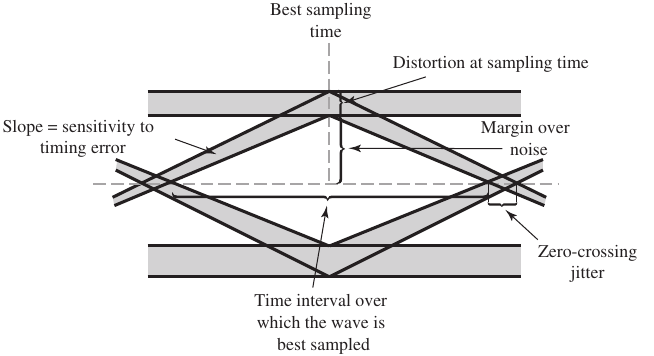 Best sampling
time
Distortion at sampling time
Slope = sensitivity to
timing error
Margin over
noise
Zero-crossing
jitter
Time interval over
which the wave is
best sampled